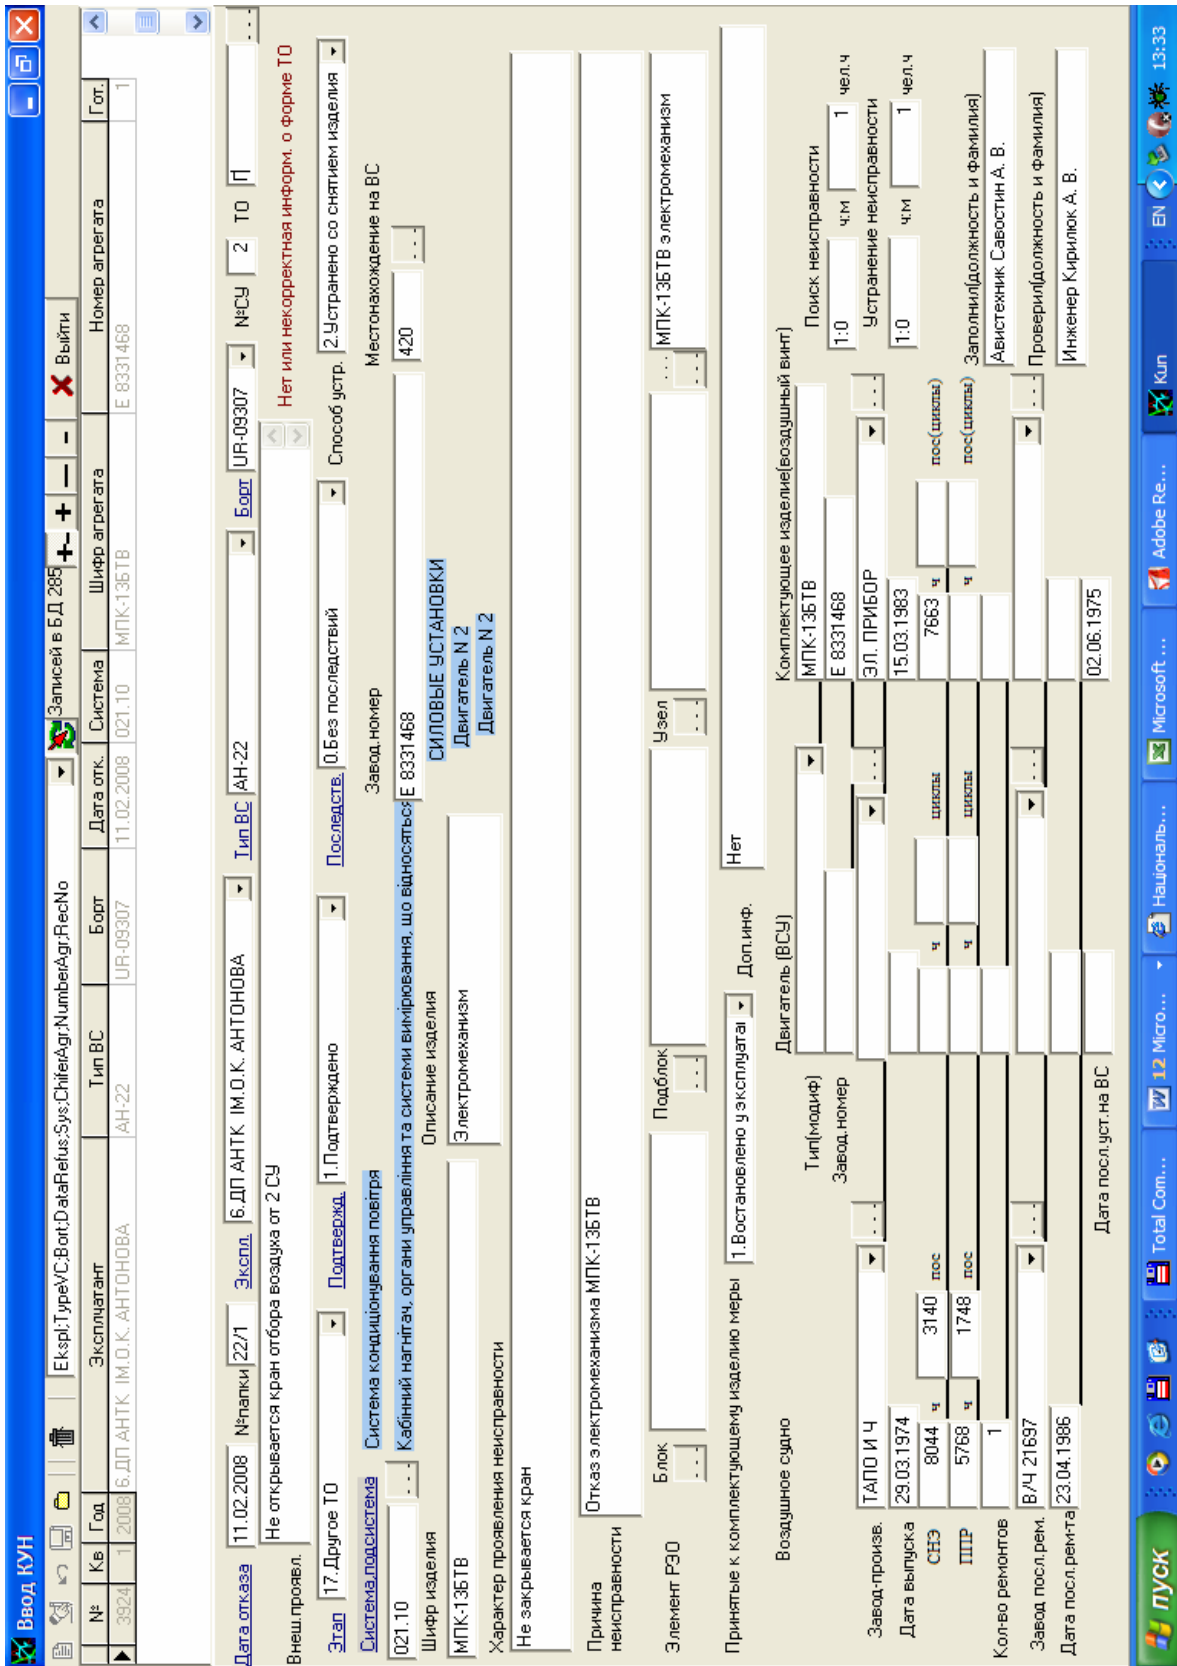 Ввод КУН
Ekspl;TypeVC;Bort;DataRefus;Sys;ChiferAgr;NumberAgr;RecNo
Записей в БД 285
+- + — - Выйти
№ Кв Год Эксплчатант Тип ВС Борт Дата отк. Система Шифр агрегата Номер агрегата Гот.
3924 1 2008 6.ДП АНТК ІМ.О.К. АНТОНОВА АН-22 UR-09307 11.02.2008 021.10 МПК-13БТВ Е 8331468 1
Дата отказа 11.02.2008 №папки 22/1 Экспл. 6.ДП АНТК ІМ.О.К. АНТОНОВА Тип ВС АН-22 Борт UR-09307 №СУ 2 ТО П ...
Внеш.проявл. Не открывается кран отбора воздуха от 2 СУ
Нет или некорректная информ. о форме ТО
Этап 17.Другое ТО Подтвержд. 1.Подтверждено Последств. 0.Без последствий Способ устр. 2.Устранено со снятием изделия
Система,подсистема Система кондиціонування повітря Завод.номер Местонахождение на ВС
021.10 ... Кабінний нагнітач, органи управління та системи вимірювання, що відносяться Е 8331468 420 ...
Шифр изделия Описание изделия СИЛОВЫЕ УСТАНОВКИ
МПК-13БТВ Электромеханизм Двигатель N 2
Двигатель N 2
Характер проявления неисправности
Не закрывается кран
Причина неисправности Отказ электромеханизма МПК-13БТВ
Элемент РЭО Блок ... Подблок ... Узел ... ... ... МПК-13БТВ электромеханизм
Принятые к комплектующему изделию меры 1.Востановлено у эксплуата Доп.инф. Нет
Воздушное судно Двигатель (ВСУ) Комплектующее изделие(воздушный винт)
Тип(модиф) МПК-13БТВ
Завод.номер Е 8331468
Завод-произв. ТАПО И Ч ... ... ЭЛ. ПРИБОР ...
Дата выпуска 29.03.1974 15.03.1983
СНЭ 8044 ч 3140 пос ч циклы 7663 ч пос(циклы)
ППР 5768 ч 1748 пос ч циклы ч пос(циклы)
Кол-во ремонтов 1
Завод посл.рем. В/Ч 21697 ... ... ...
Дата посл.рем-та 23.04.1986
Дата посл.уст.на ВС 02.06.1975
Поиск неисправности
1:0 ч:м 1 чел.ч
Устранение неисправности
1:0 ч:м 1 чел.ч
Заполнил(должность и фамилия)
Авистехник Савостин А. В.
Проверил(должность и фамилия)
Инженер Кирилюк А. В.
пуск Total Com... 12 Micro... Національ... Microsoft ... Adobe Re... Kun EN 13:33